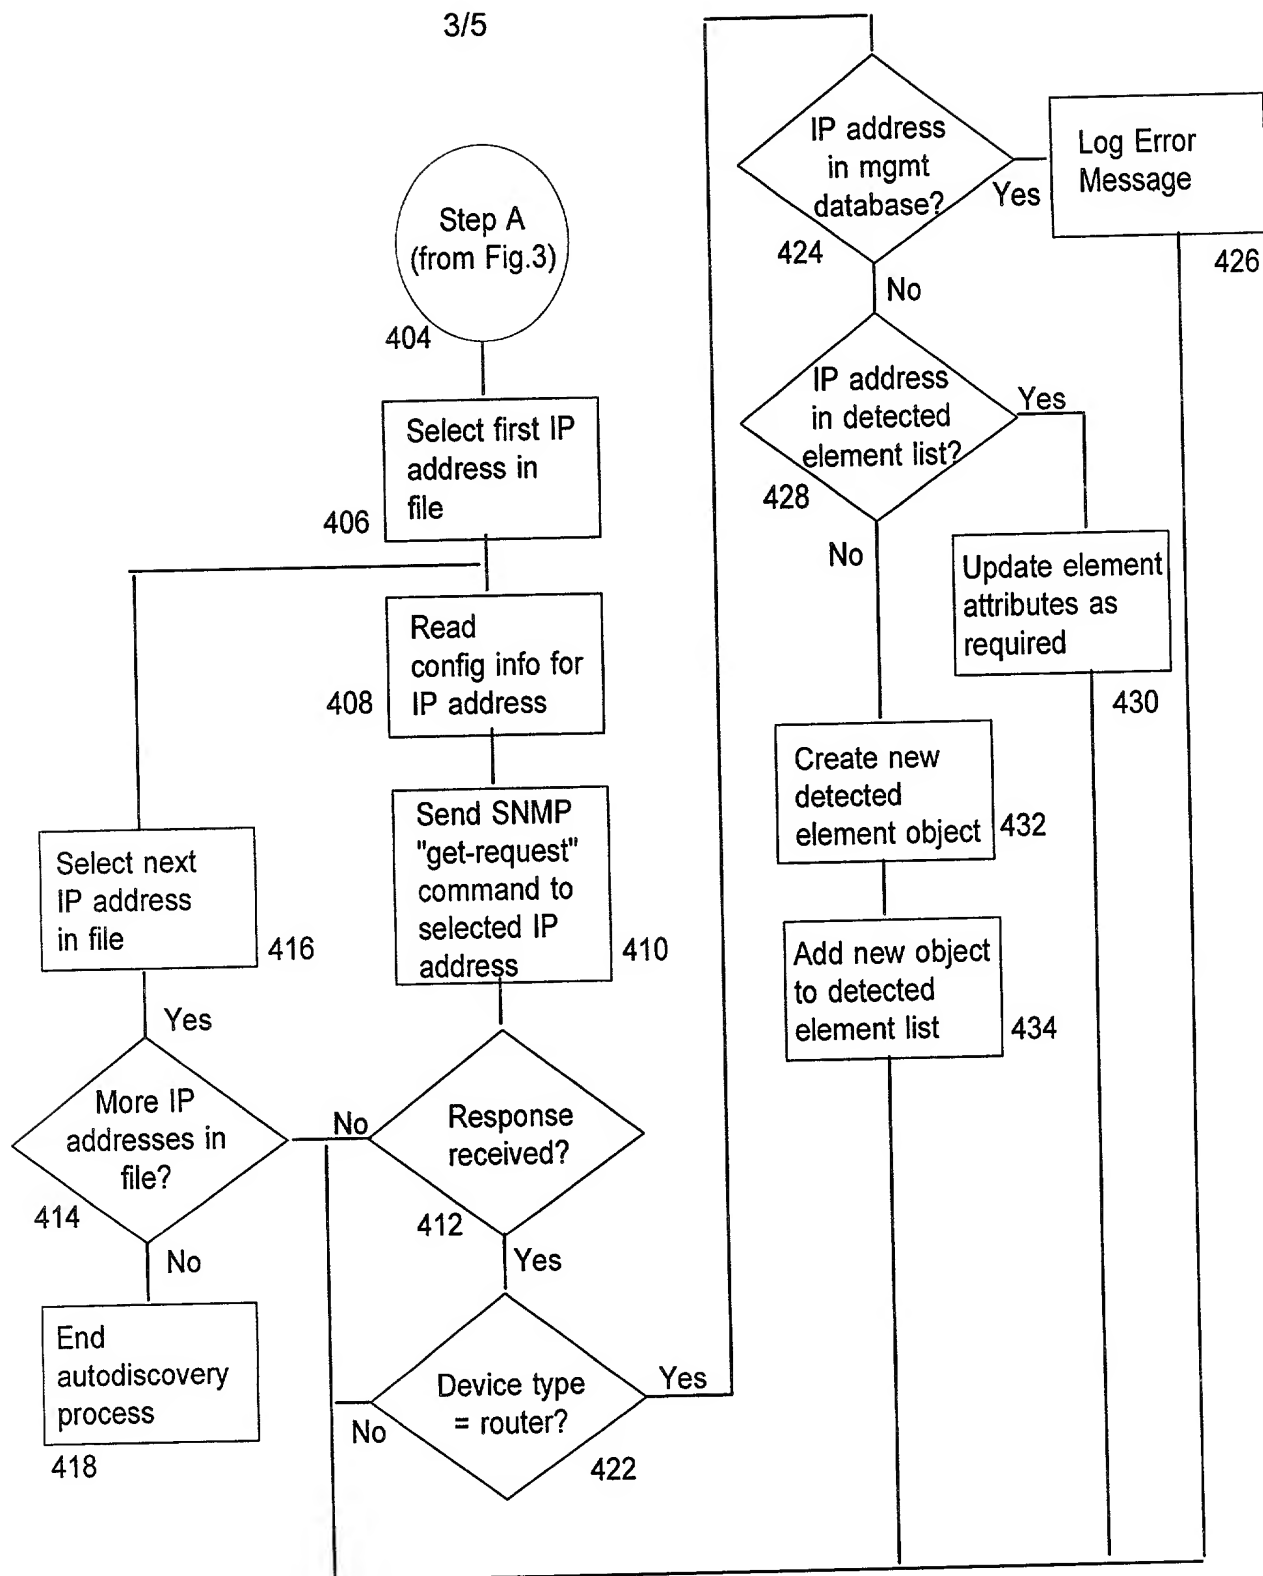 3/5
Step A
(from Fig.3)
404
Select first IP
address in
file
406
Read
config info for
IP address
408
Send SNMP
"get-request"
command to
selected IP
address
410
Select next
IP address
in file
416
Yes
More IP
addresses in
file?
414
No
Response
received?
412
No
Yes
End
autodiscovery
process
418
Device type
= router?
422
No
Yes
IP address
in mgmt
database?
424
Yes
Log Error
Message
426
No
IP address
in detected
element list?
428
Yes
No
Update element
attributes as
required
430
Create new
detected
element object
432
Add new object
to detected
element list
434